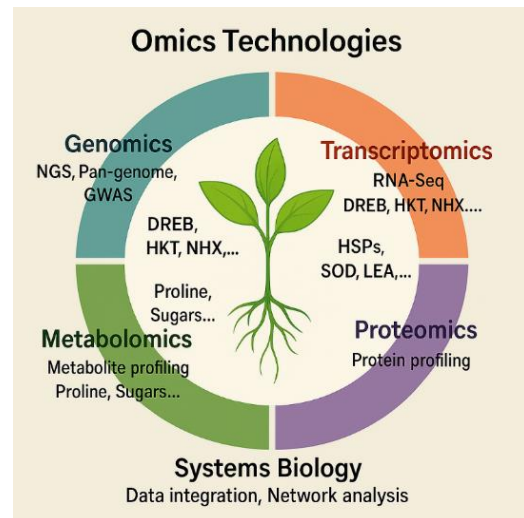 Omics Technologies
Genomics
NGS, Pan-genome,
GWAS
Transcriptomics
RNA-Seq
DREB, HKT, NHX....
DREB,
HKT, NHX,...
HSPs,
SOD, LEA,...
Proline,
Sugars...
Metabolomics
Metabolite profiling
Proline, Sugars...
Proteomics
Protein profiling
Systems Biology
Data integration, Network analysis